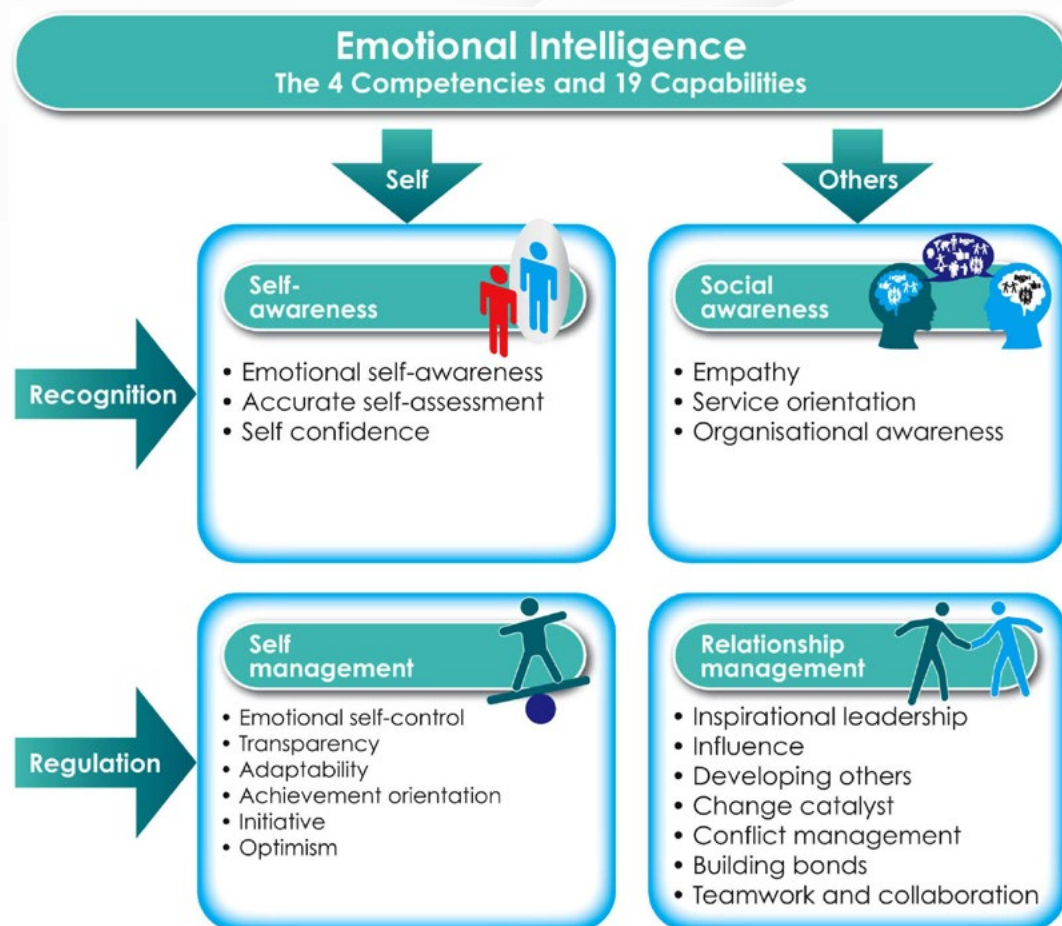 Emotional Intelligence
The 4 Competencies and 19 Capabilities
Self
Others
Recognition
Self-
awareness
• Emotional self-awareness
• Accurate self-assessment
• Self confidence
Social
awareness
• Empathy
• Service orientation
• Organisational awareness
Regulation
Self
management
• Emotional self-control
• Transparency
• Adaptability
• Achievement orientation
• Initiative
• Optimism
Relationship
management
• Inspirational leadership
• Influence
• Developing others
• Change catalyst
• Conflict management
• Building bonds
• Teamwork and collaboration